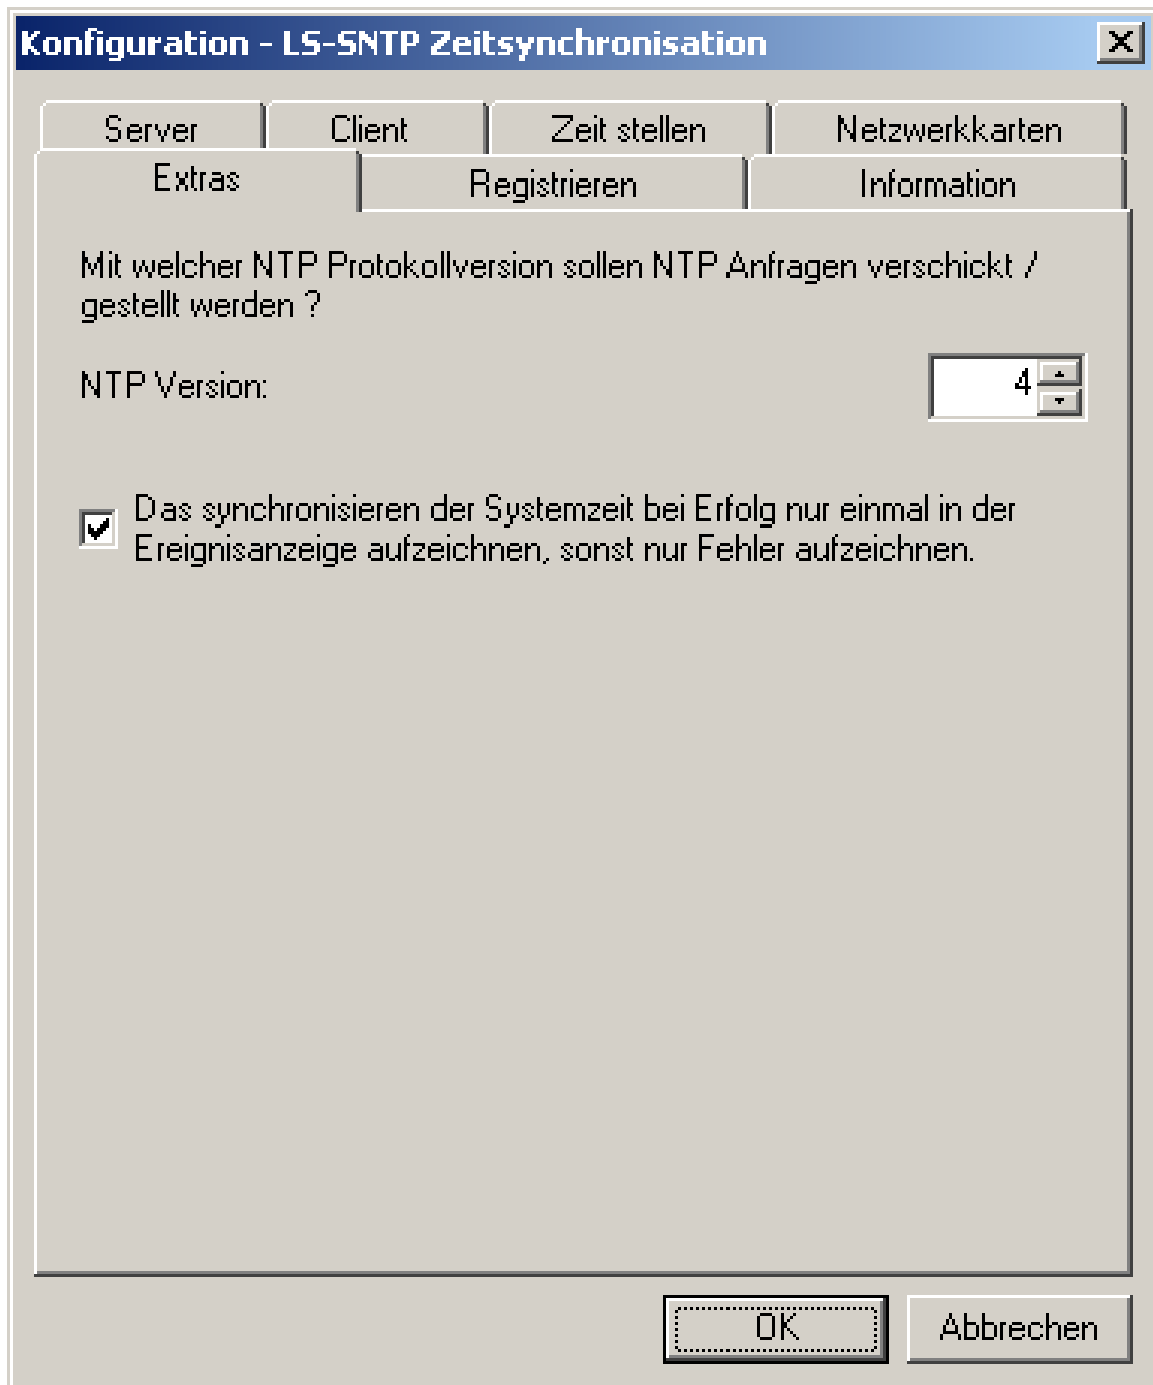 Konfiguration - LS-SNTP Zeitsynchronisation
Server
Client
Zeit stellen
Netzwerkkarten
Extras
Registrieren
Information
Mit welcher NTP Protokollversion sollen NTP Anfragen verschickt /
gestellt werden ?
NTP Version:
4
Das synchronisieren der Systemzeit bei Erfolg nur einmal in der
Ereignisanzeige aufzeichnen, sonst nur Fehler aufzeichnen.
OK
Abbrechen